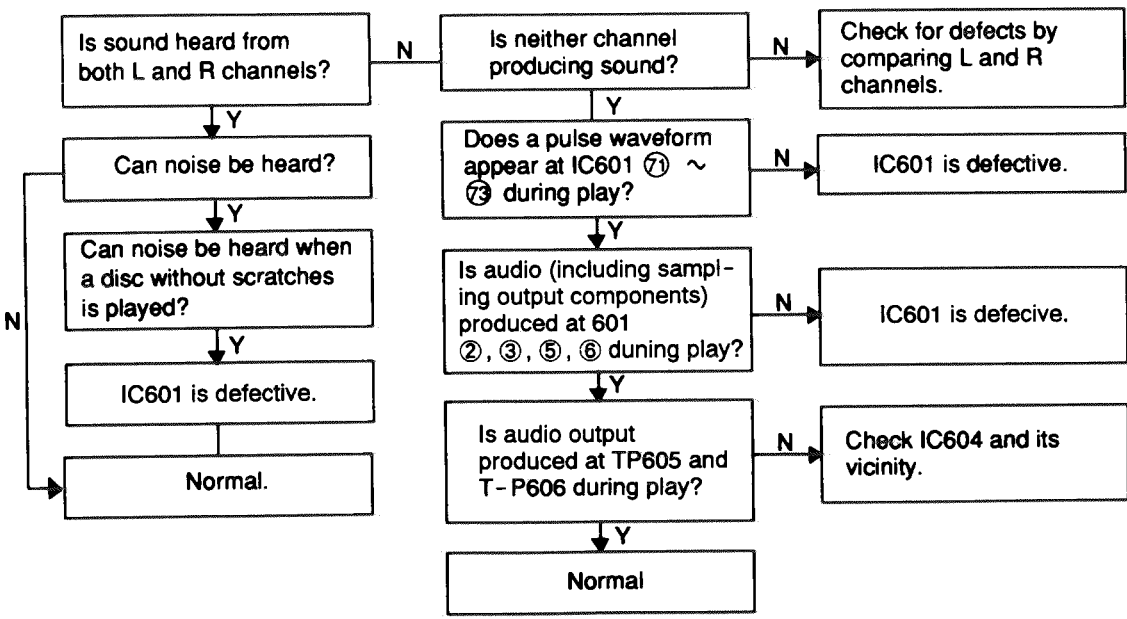 Is sound heard from
both L and R channels?
N
Is neither channel
producing sound?
N
Check for defects by
comparing L and R
channels.
Y
Y
Can noise be heard?
Does a pulse waveform
appear at IC601 ㉛71 ~
73 during play?
N
IC601 is defective.
Y
Y
Can noise be heard when
a disc without scratches
is played?
N
Is audio (including sampl-
ing output components)
produced at 601
②, ③, ⑤, ⑥ duning play?
N
IC601 is defecive.
Y
Y
IC601 is defective.
Is audio output
produced at TP605 and
T-P606 during play?
N
Check IC604 and its
vicinity.
Normal.
Y
Normal